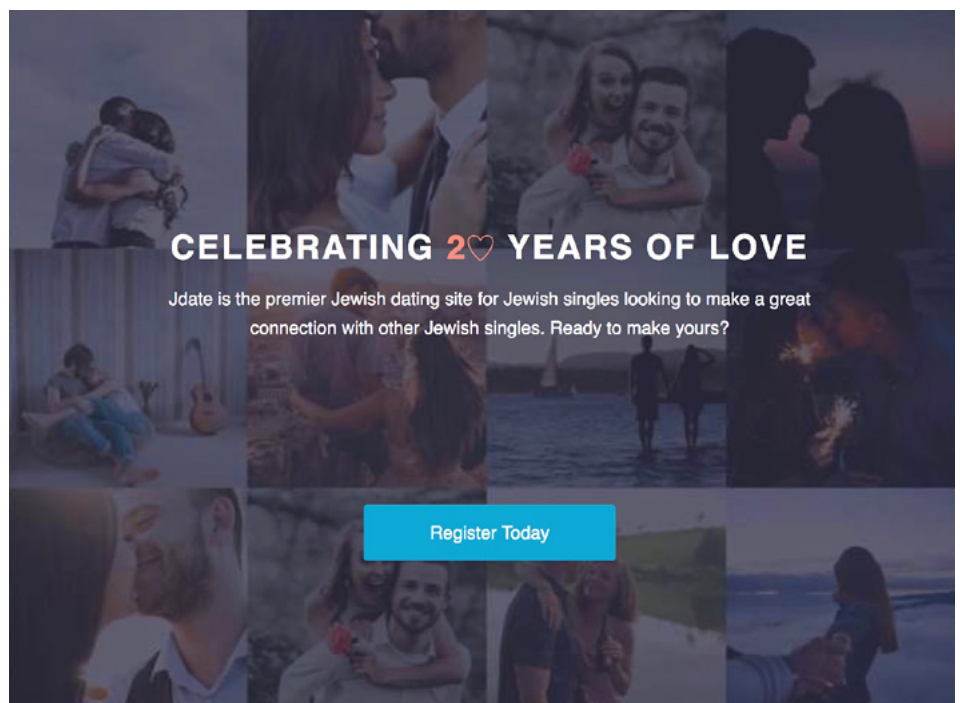 CELEBRATING 2♡ YEARS OF LOVE
Jdate is the premier Jewish dating site for Jewish singles looking to make a great
connection with other Jewish singles. Ready to make yours?
Register Today